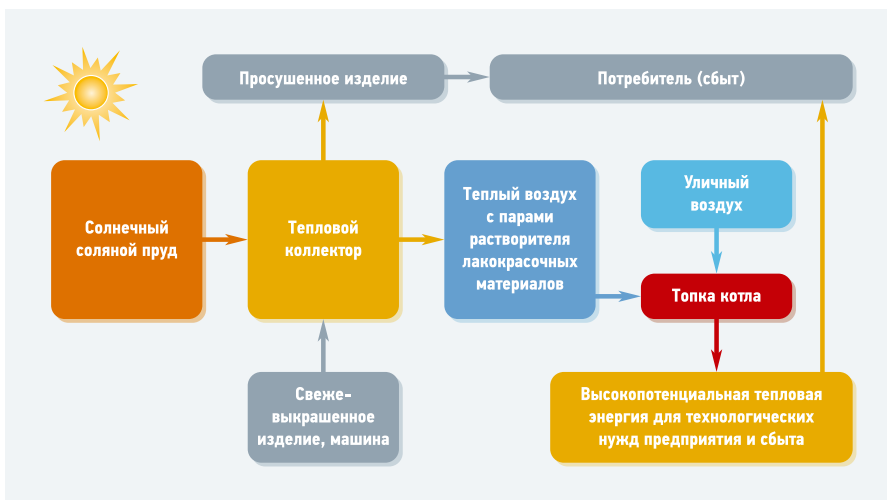 Просушенное изделие
Потребитель (сбыт)
Солнечный
соляной пруд
Тепловой
коллектор
Теплый воздух
с парами
растворителя
лакокрасочных
материалов
Уличный
воздух
Топка котла
Свеже-
выкрашенное
изделие, машина
Высокопотенциальная тепловая
энергия для технологических
нужд предприятия и сбыта